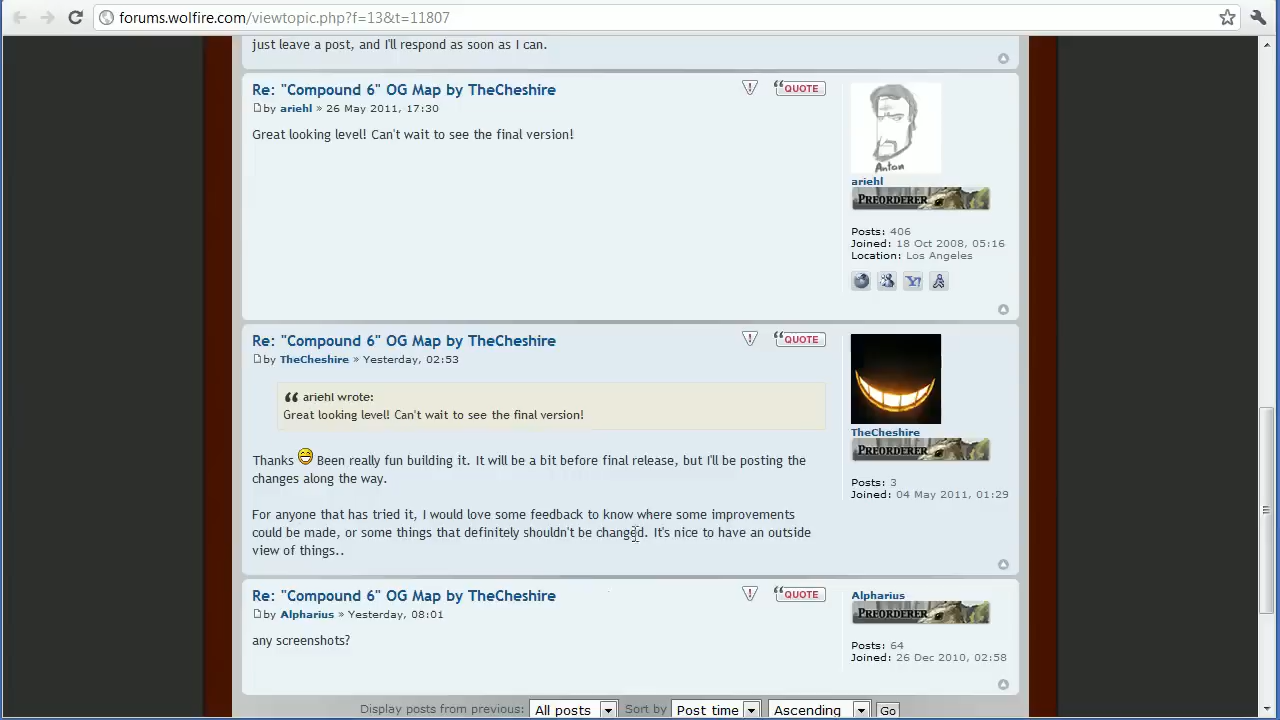 forums.wolfire.com/viewtopic.php?f=13&t=11807
just leave a post, and I'll respond as soon as I can.
Re: "Compound 6" OG Map by TheCheshire
QUOTE
by ariehl » 26 May 2011, 17:30
Great looking level! Can't wait to see the final version!
Anton
ariehl
PREORDERER
Posts: 406
Joined: 18 Oct 2008, 05:16
Location: Los Angeles
Re: "Compound 6" OG Map by TheCheshire
QUOTE
by TheCheshire » Yesterday, 02:53
ariehl wrote:
Great looking level! Can't wait to see the final version!
Thanks Been really fun building it. It will be a bit before final release, but I'll be posting the
changes along the way.
For anyone that has tried it, I would love some feedback to know where some improvements
could be made, or some things that definitely shouldn't be changed. It's nice to have an outside
view of things..
TheCheshire
PREORDERER
Posts: 3
Joined: 04 May 2011, 01:29
Re: "Compound 6" OG Map by TheCheshire
QUOTE
by Alpharius » Yesterday, 08:01
any screenshots?
Alpharius
PREORDERER
Posts: 64
Joined: 26 Dec 2010, 02:58
Display posts from previous: All posts Sort by Post time Ascending Go